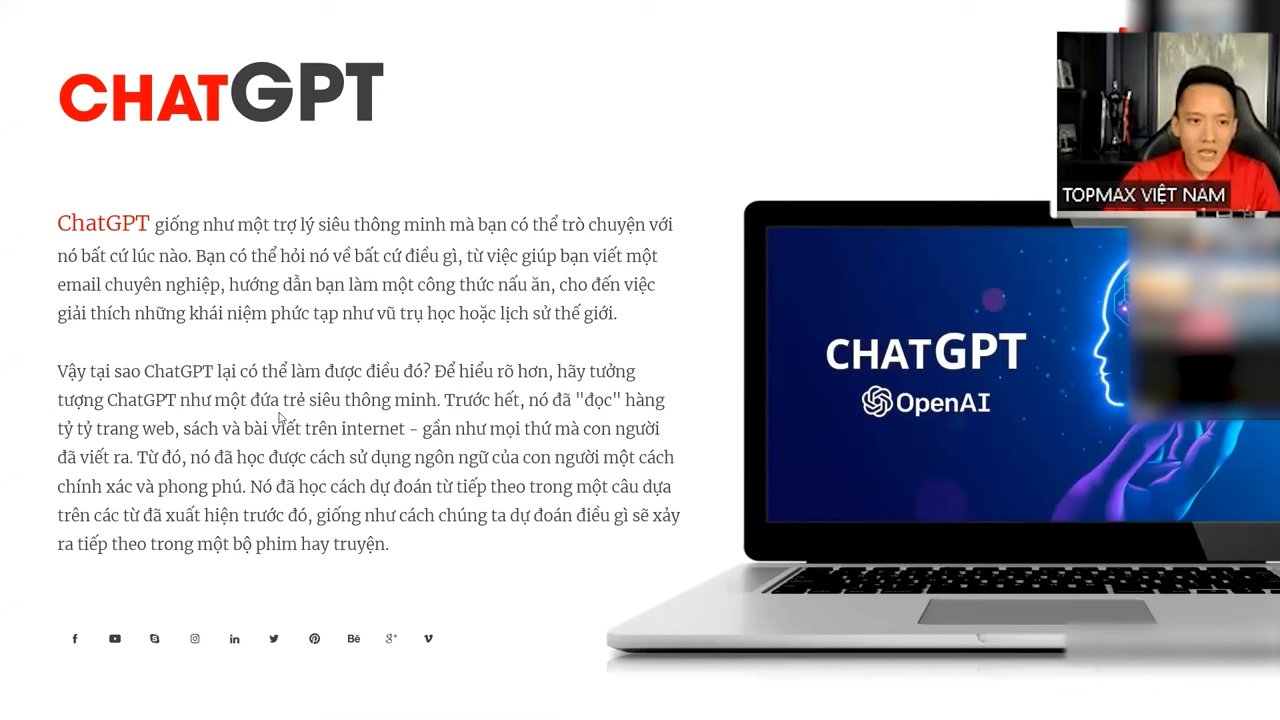 CHATGPT
TOPMAX VIỆT NAM
ChatGPT giống như một trợ lý siêu thông minh mà bạn có thể trò chuyện với
nó bất cứ lúc nào. Bạn có thể hỏi nó về bất cứ điều gì, từ việc giúp bạn viết một
email chuyên nghiệp, hướng dẫn bạn làm một công thức nấu ăn, cho đến việc
giải thích những khái niệm phức tạp như vũ trụ học hoặc lịch sử thế giới.
Vậy tại sao ChatGPT lại có thể làm được điều đó? Để hiểu rõ hơn, hãy tưởng
tượng ChatGPT như một đứa trẻ siêu thông minh. Trước hết, nó đã "đọc" hàng
tỷ tỷ trang web, sách và bài viết trên internet - gần như mọi thứ mà con người
đã viết ra. Từ đó, nó đã học được cách sử dụng ngôn ngữ của con người một cách
chính xác và phong phú. Nó đã học cách dự đoán từ tiếp theo trong một câu dựa
trên các từ đã xuất hiện trước đó, giống như cách chúng ta dự đoán điều gì sẽ xảy
ra tiếp theo trong một bộ phim hay truyện.
CHATGPT
OpenAI